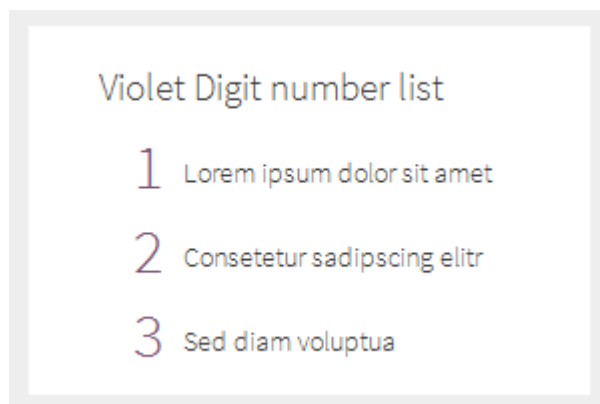 Violet Digit number list
1 Lorem ipsum dolor sit amet
2 Consetetur sadipscing elitr
3 Sed diam voluptua